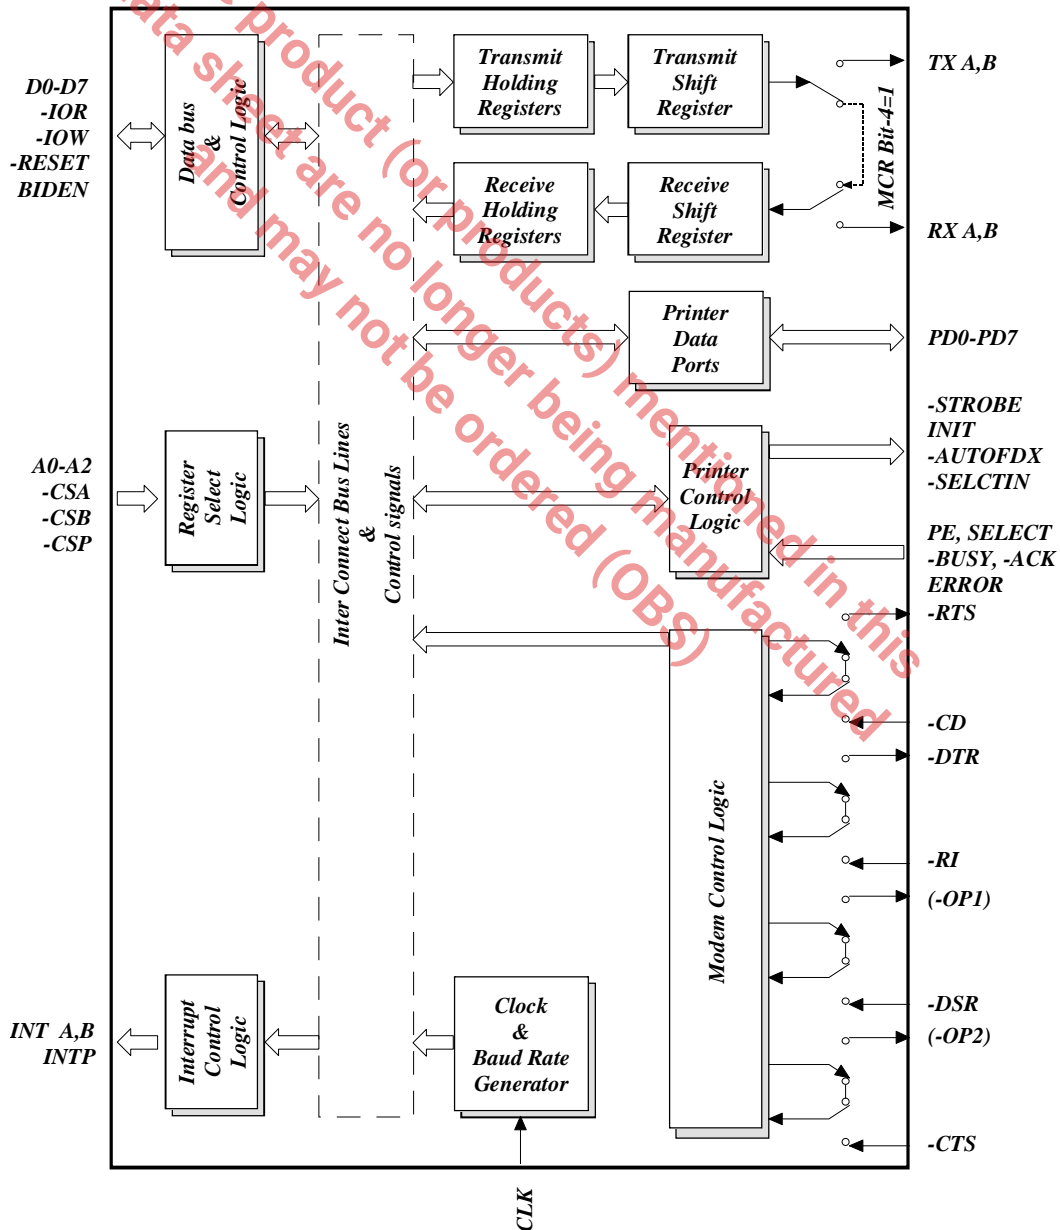 D0-D7
-IOR
-IOW
-RESET
BIDEN
Data bus
&
Control Logic
A0-A2
-CSA
-CSB
-CSP
Register
Select
Logic
INT A,B
INTP
Interrupt
Control
Logic
Inter Connect Bus Lines
&
Control signals
Transmit
Holding
Registers
Transmit
Shift
Register
Receive
Holding
Registers
Receive
Shift
Register
MCR Bit-4=1
TX A,B
RX A,B
Printer
Data
Ports
PD0-PD7
Printer
Control
Logic
-STROBE
INIT
-AUTOFDX
-SELCTIN
PE, SELECT
-BUSY, -ACK
ERROR
Modem Control Logic
-RTS
-CD
-DTR
-RI
(-OP1)
-DSR
(-OP2)
-CTS
Clock
&
Baud Rate
Generator
CLK
product (or products) mentioned in this
data sheet are no longer being manufactured
and may not be ordered (OBS)